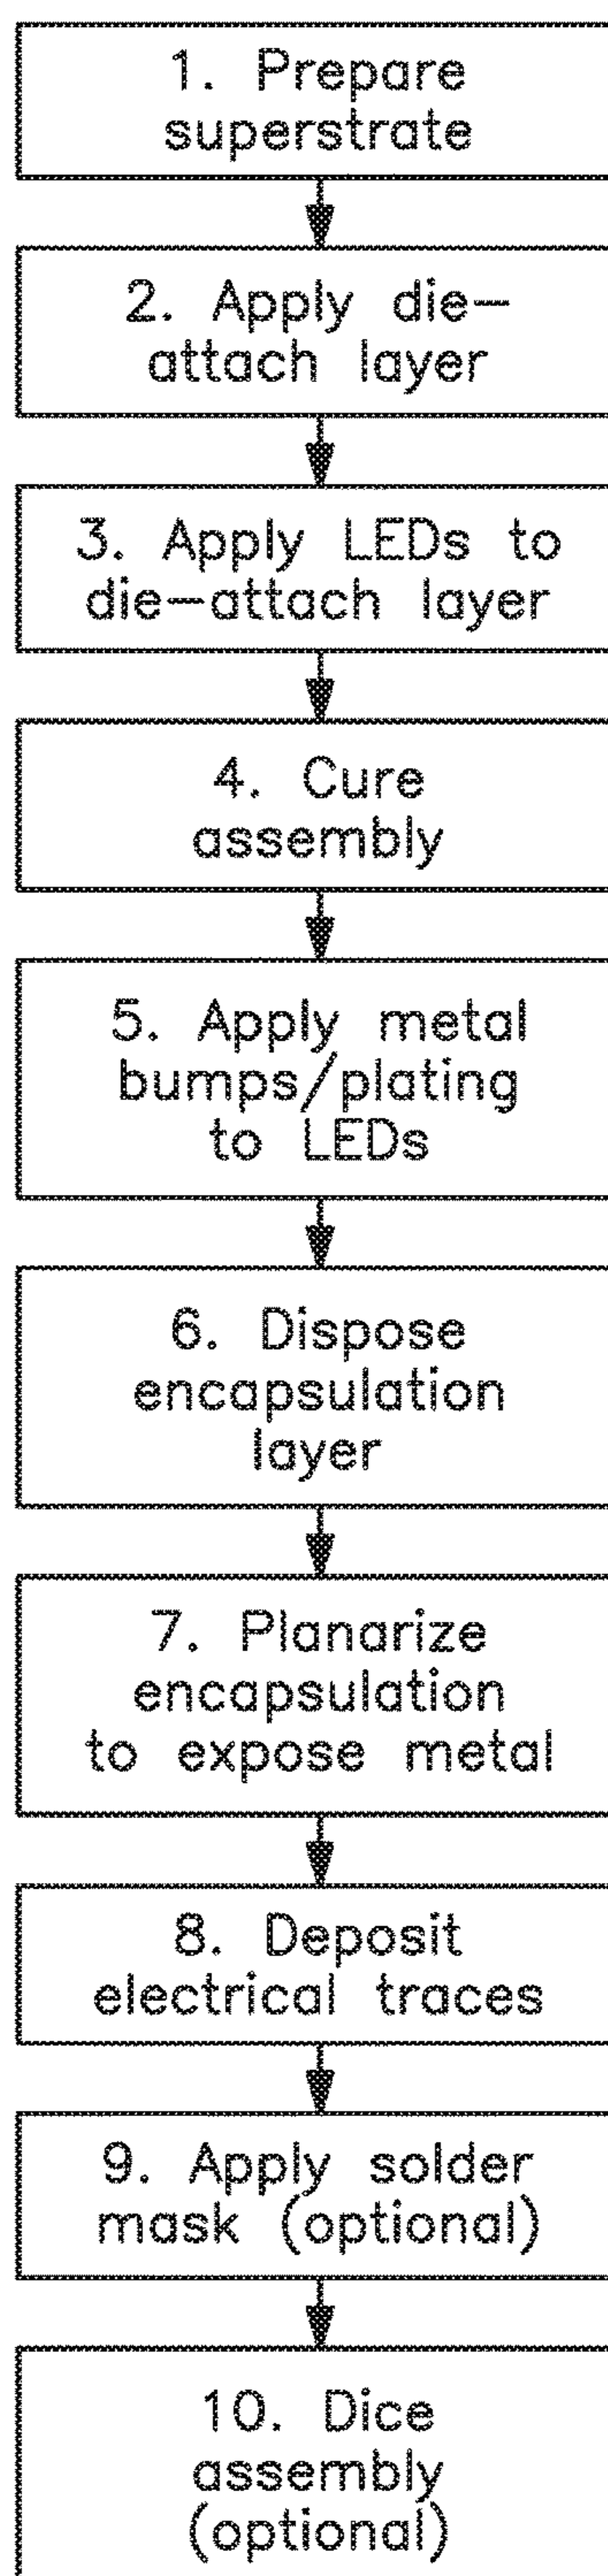 1. Prepare
superstrate
2. Apply die-
attach layer
3. Apply LEDs to
die-attach layer
4. Cure
assembly
5. Apply metal
bumps/plating
to LEDs
6. Dispose
encapsulation
layer
7. Planarize
encapsulation
to expose metal
8. Deposit
electrical traces
9. Apply solder
mask (optional)
10. Dice
assembly
(optional)